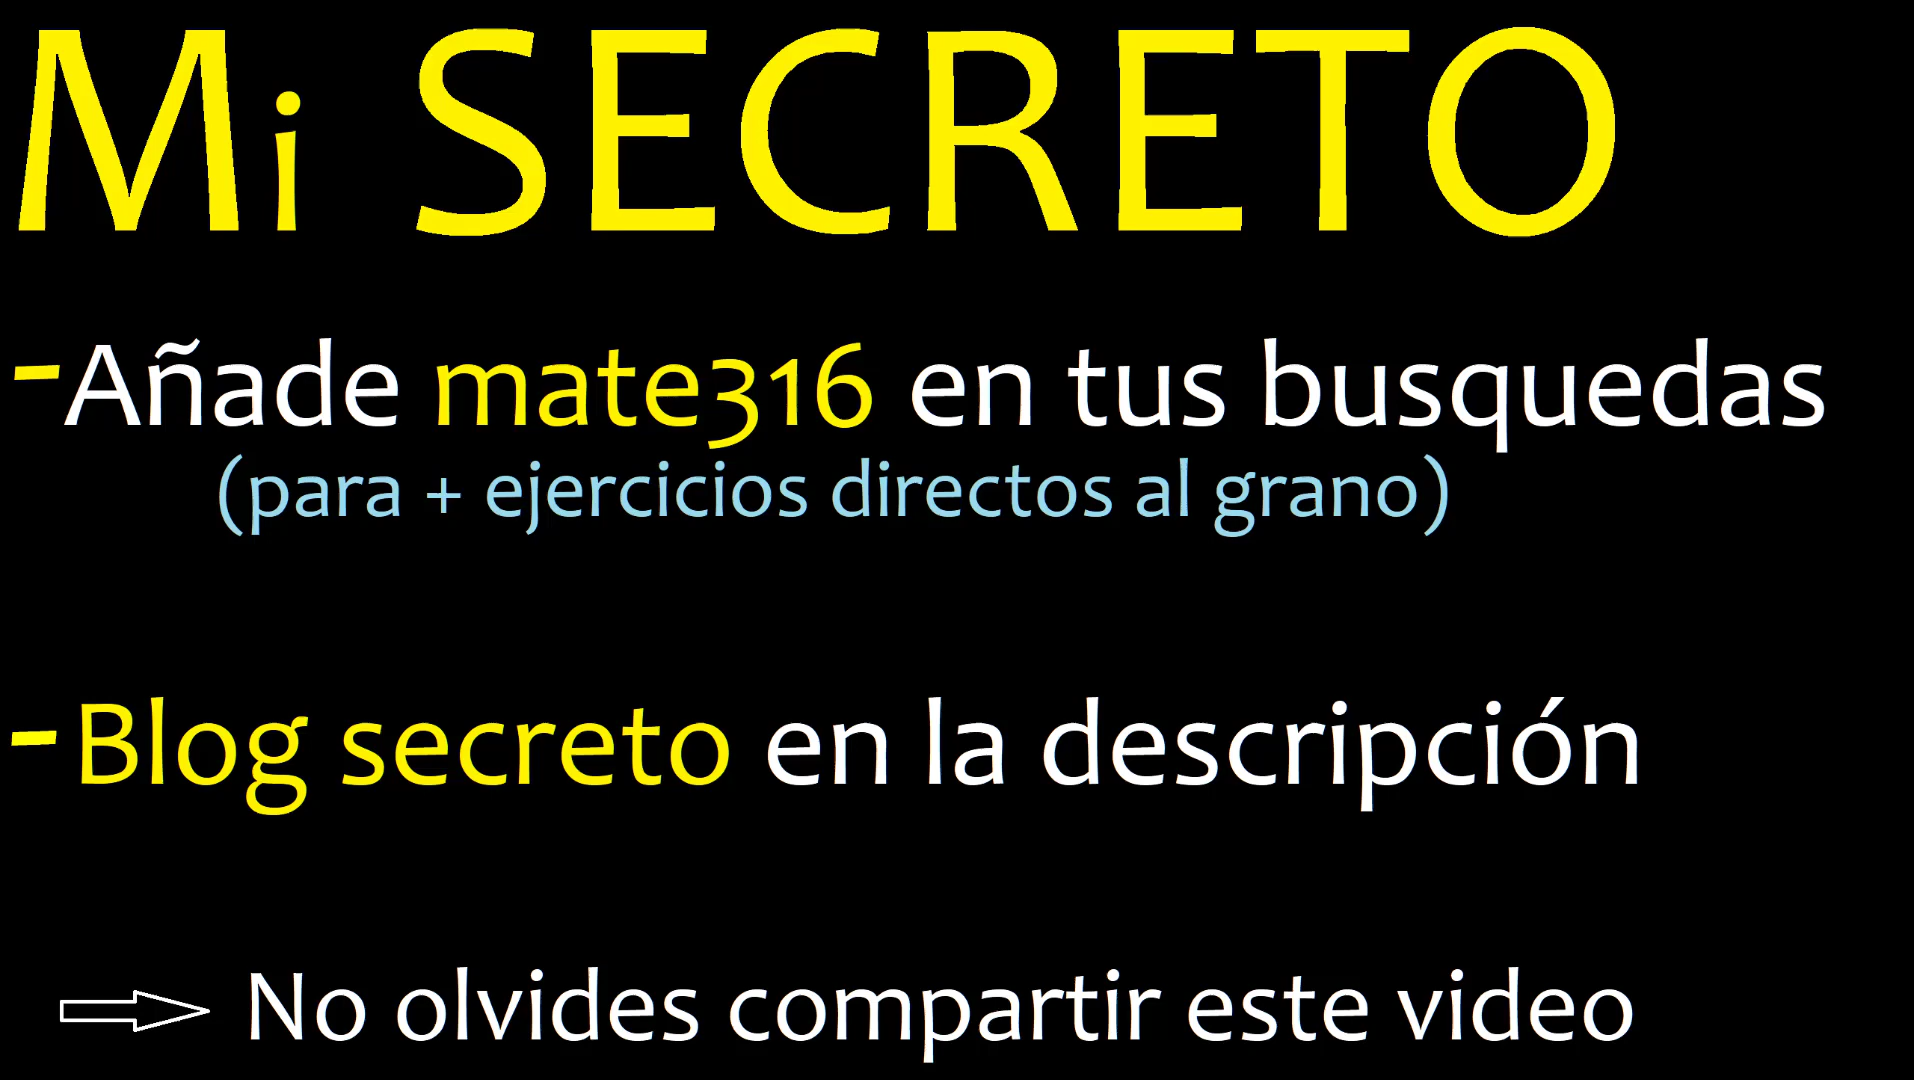 Mi SECRETO
-Añade mate316 en tus busquedas
(para + ejercicios directos al grano)
-Blog secreto en la descripción
No olvides compartir este video